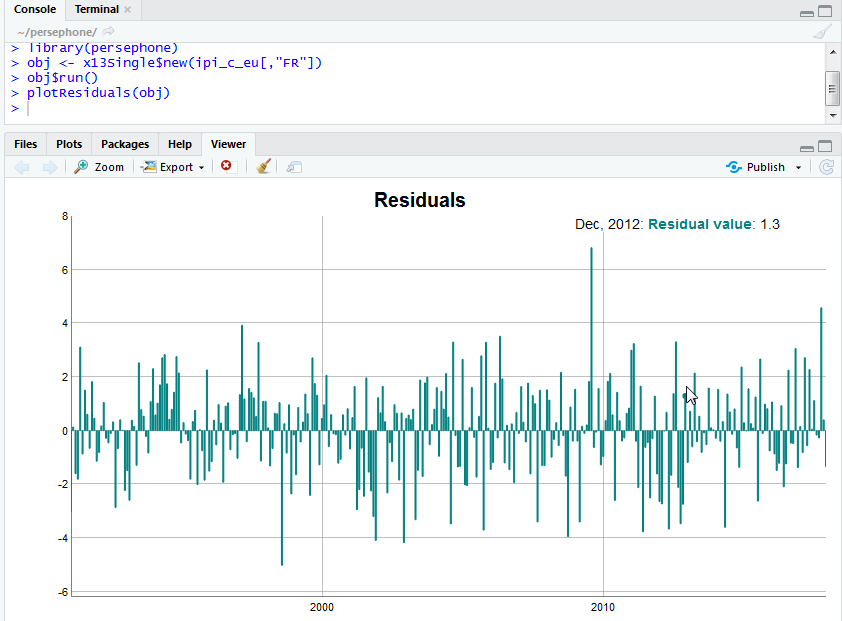 Console Terminal ×
~/persephone/
> library(persephone)
> obj <- x13Single$new(ipi_c_eu[,"FR"])
> obj$run()
> plotResiduals(obj)
>
Files Plots Packages Help Viewer
Zoom Export Publish
Residuals
Dec, 2012: Residual value: 1.3
8
6
4
2
0
-2
-4
-6
2000 2010